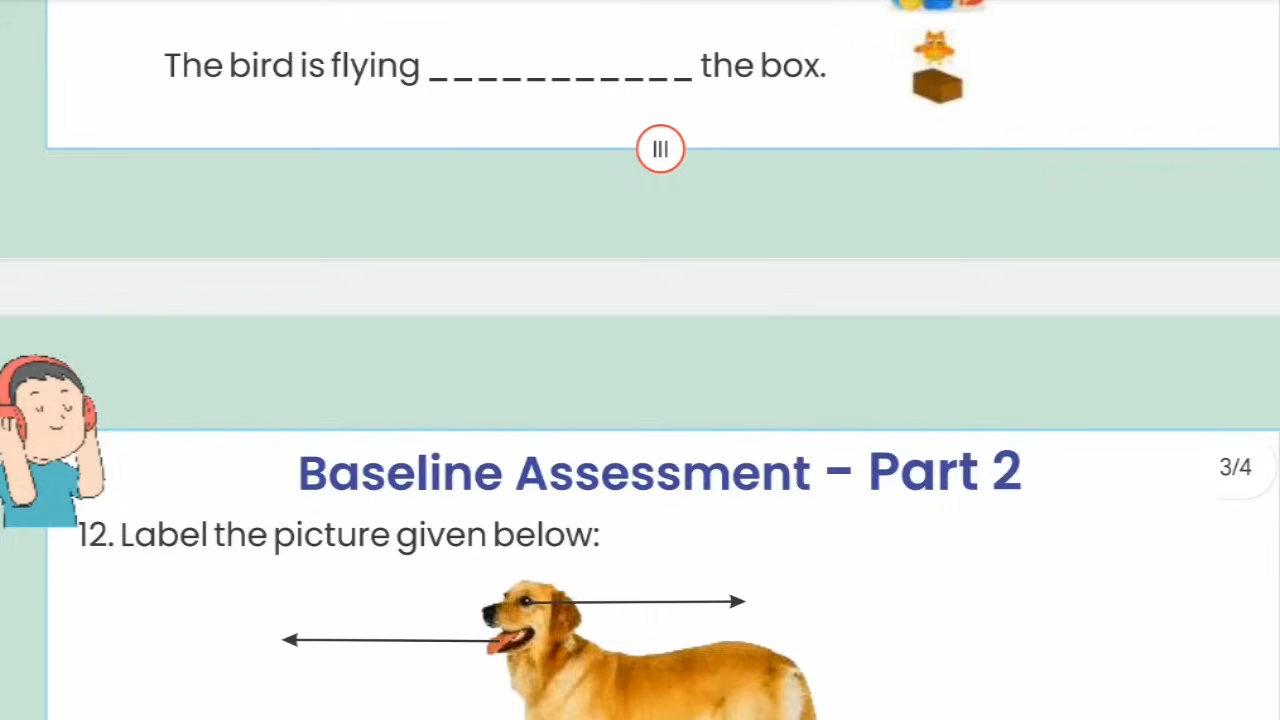 The bird is flying ___________ the box.
III
Baseline Assessment – Part 2
3/4
12. Label the picture given below: